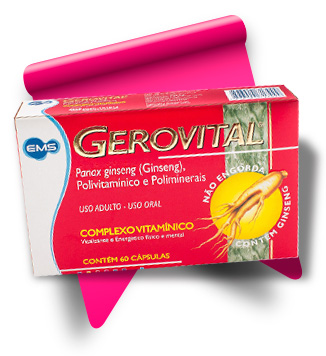 EMS
GEROVITAL
Panax ginseng (Ginseng),
Polivitamínico e Poliminerais
USO ADULTO - USO ORAL
COMPLEXO VITAMÍNICO
Vitalizante e Energético físico e mental
CONTÉM 60 CÁPSULAS
NÃO ENGORDA
CONTÉM GINSENG